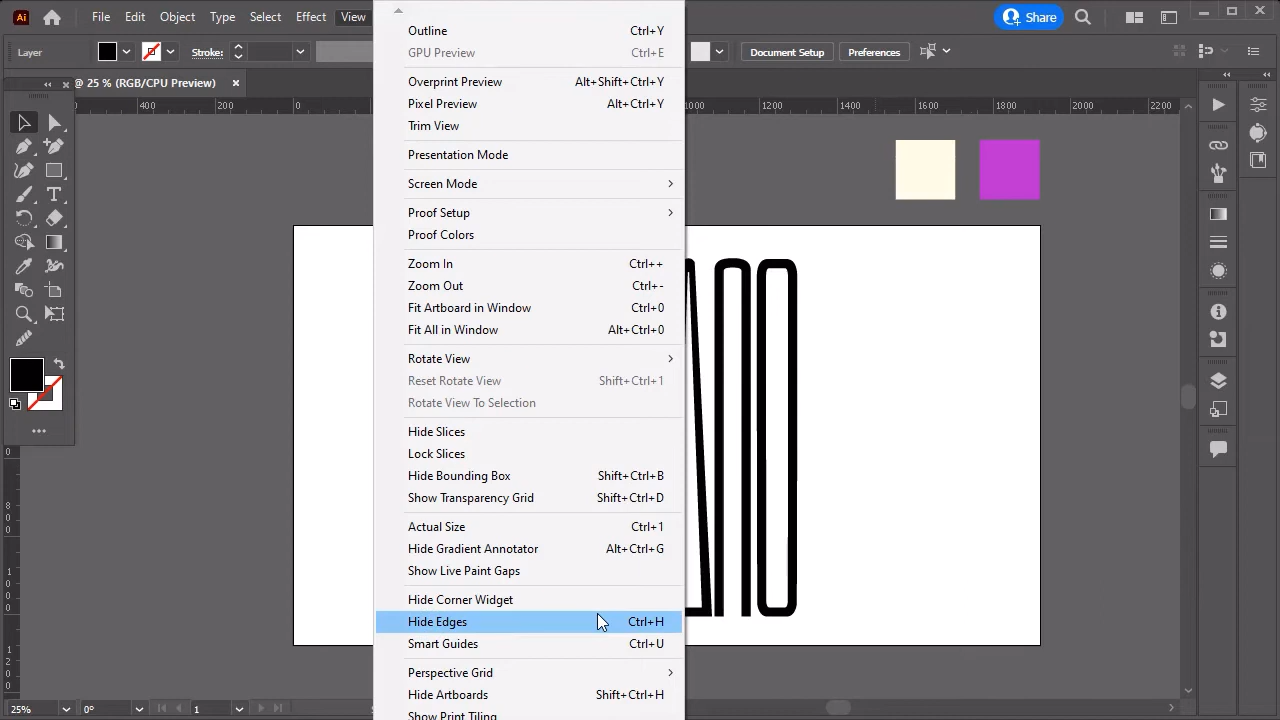 Ai File Edit Object Type Select Effect View Share
Layer Stroke: Document Setup Preferences
@ 25 % (RGB/CPU Preview) ×
400 200 0 1000 1200 1400 1600 1800 2000 2200
Outline Ctrl+Y
GPU Preview Ctrl+E
Overprint Preview Alt+Shift+Ctrl+Y
Pixel Preview Alt+Ctrl+Y
Trim View
Presentation Mode
Screen Mode
Proof Setup
Proof Colors
Zoom In Ctrl++
Zoom Out Ctrl+-
Fit Artboard in Window Ctrl+0
Fit All in Window Alt+Ctrl+0
Rotate View
Reset Rotate View Shift+Ctrl+1
Rotate View To Selection
Hide Slices
Lock Slices
Hide Bounding Box Shift+Ctrl+B
Show Transparency Grid Shift+Ctrl+D
Actual Size Ctrl+1
Hide Gradient Annotator Alt+Ctrl+G
Show Live Paint Gaps
Hide Corner Widget
Hide Edges Ctrl+H
Smart Guides Ctrl+U
Perspective Grid
Hide Artboards Shift+Ctrl+H
Show Print Tiling
25% 0° 1